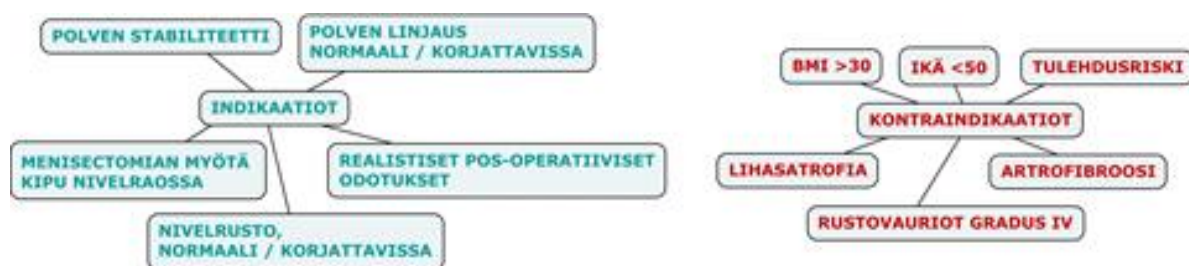 POLVEN STABILITEETTI
POLVEN LINJAUS
NORMAALI / KORJATTAVISSA
INDIKAATIOT
MENISECTOMIAN MYÖTÄ
KIPU NIVELRAOSSA
REALISTISET POS-OPERATIIVISET
ODOTUKSET
NIVELRUSTO,
NORMAALI / KORJATTAVISSA
BMI >30
IKÄ <50
TULEHDUSRISKI
KONTRAINDIKAATIOT
LIHASATROFIA
ARTROFIBROOSI
RUSTOVAURIOT GRADUS IV